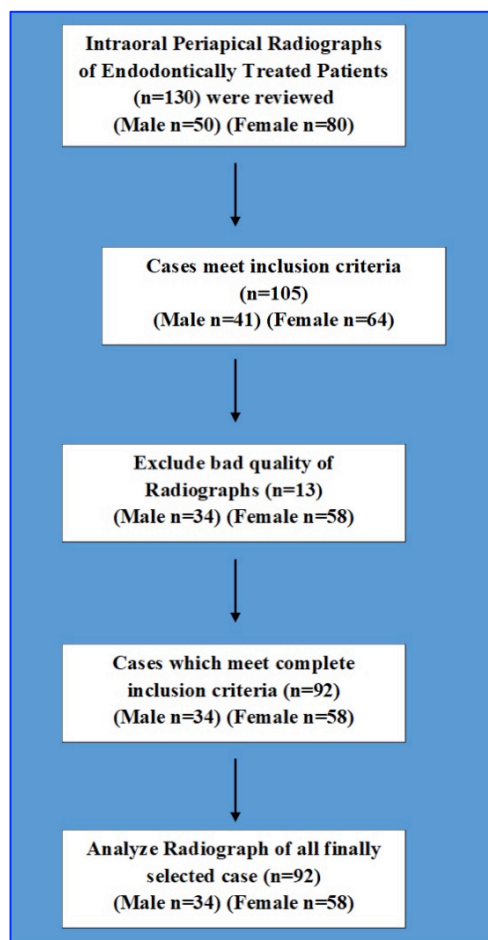 Intraoral Periapical Radiographs
of Endodontically Treated Patients
(n=130) were reviewed
(Male n=50) (Female n=80)
Cases meet inclusion criteria
(n=105)
(Male n=41) (Female n=64)
Exclude bad quality of
Radiographs (n=13)
(Male n=34) (Female n=58)
Cases which meet complete
inclusion criteria (n=92)
(Male n=34) (Female n=58)
Analyze Radiograph of all finally
selected case (n=92)
(Male n=34) (Female n=58)